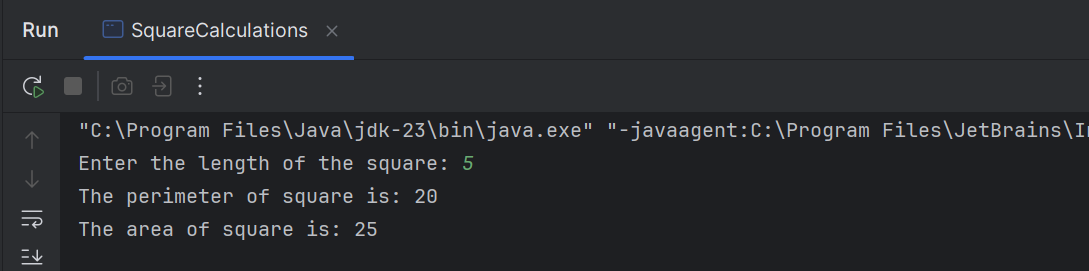 Run SquareCalculations
"C:\Program Files\Java\jdk-23\bin\java.exe" "-javaagent:C:\Program Files\JetBrains\
Enter the length of the square: 5
The perimeter of square is: 20
The area of square is: 25